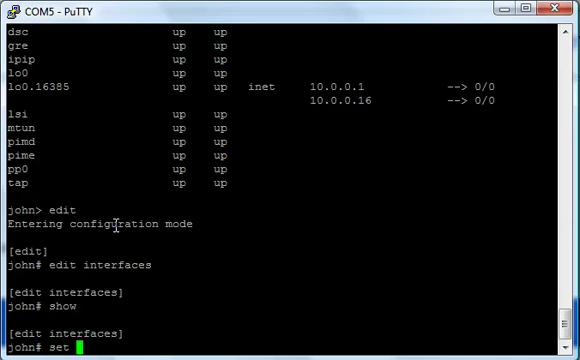 COM5 - PuTTY
dsc up up
gre up up
ipip up up
lo0 up up
lo0.16385 up up inet 10.0.0.1 --> 0/0
10.0.0.16 --> 0/0
lsi up up
mtun up up
pimd up up
pime up up
pp0 up up
tap up up
john> edit
Entering configuration mode
[edit]
john# edit interfaces
[edit interfaces]
john# show
[edit interfaces]
john# set